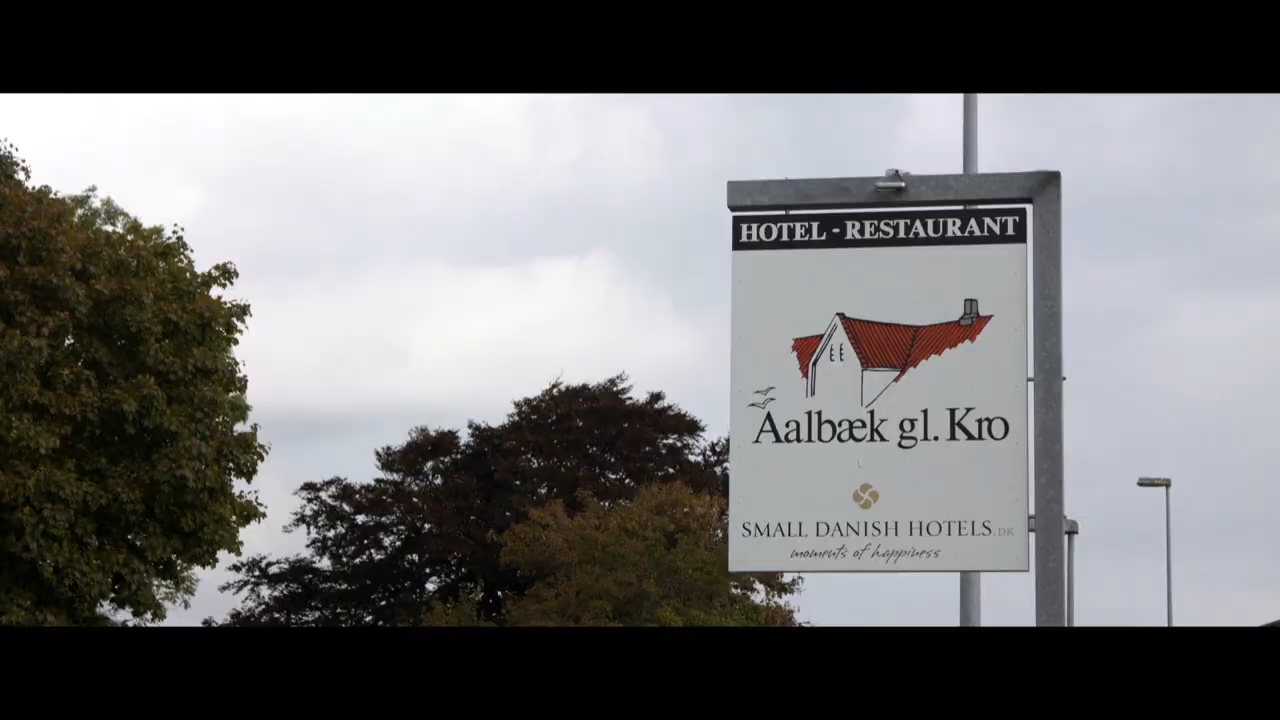 HOTEL - RESTAURANT
Aalbæk gl. Kro
SMALL DANISH HOTELS.DK
moments of happiness